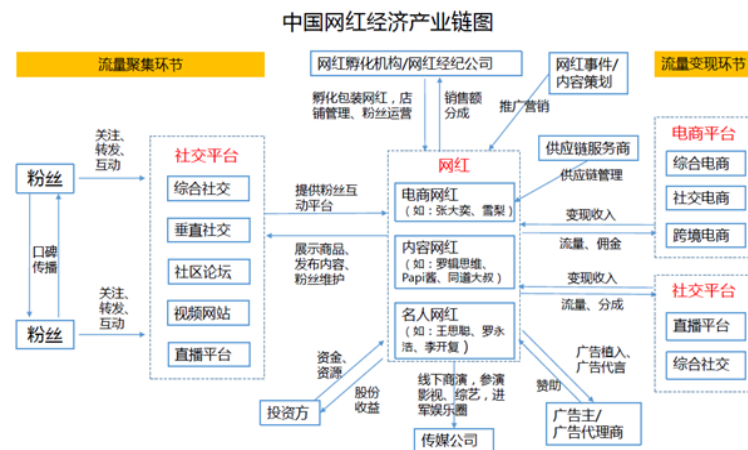 中国网红经济产业链图
流量聚集环节
网红孵化机构/网红经纪公司
网红事件/
内容策划
流量变现环节
孵化包装网红,店
铺管理、粉丝运营
销售额
分成
推广营销
关注、
转发、
互动
社交平台
综合社交
垂直社交
社区论坛
视频网站
直播平台
粉丝
口碑
传播
粉丝
关注、
转发、
互动
提供粉丝互
动平台
展示商品、
发布内容、
粉丝维护
网红
电商网红
(如:张大奕、雪梨)
内容网红
(如:罗辑思维、
Papi酱、同道大叔)
名人网红
(如:王思聪、罗永
浩、李开复)
供应链服务商
供应链管理
电商平台
综合电商
社交电商
跨境电商
变现收入
流量、佣金
变现收入
流量、分成
社交平台
直播平台
综合社交
资金、
资源
股份
收益
投资方
线下商演,参演
影视、综艺,进
军娱乐圈
传媒公司
广告植入、
广告代言
赞助
广告主/
广告代理商